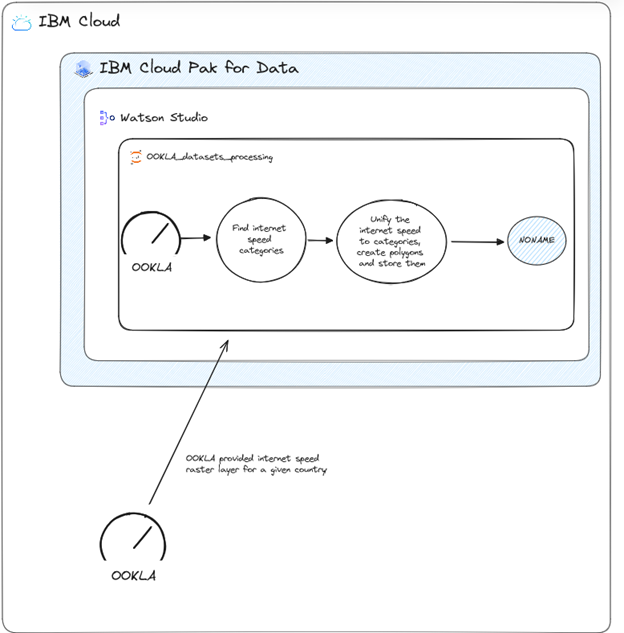 IBM Cloud
IBM Cloud Pak for Data
Watson Studio
OOKLA_datasets_processing
OOKLA
Find internet
speed
categories
Unify the
internet speed
to categories,
create polygons
and store them
NONAME
OOKLA provided internet speed
raster layer for a given country
OOKLA